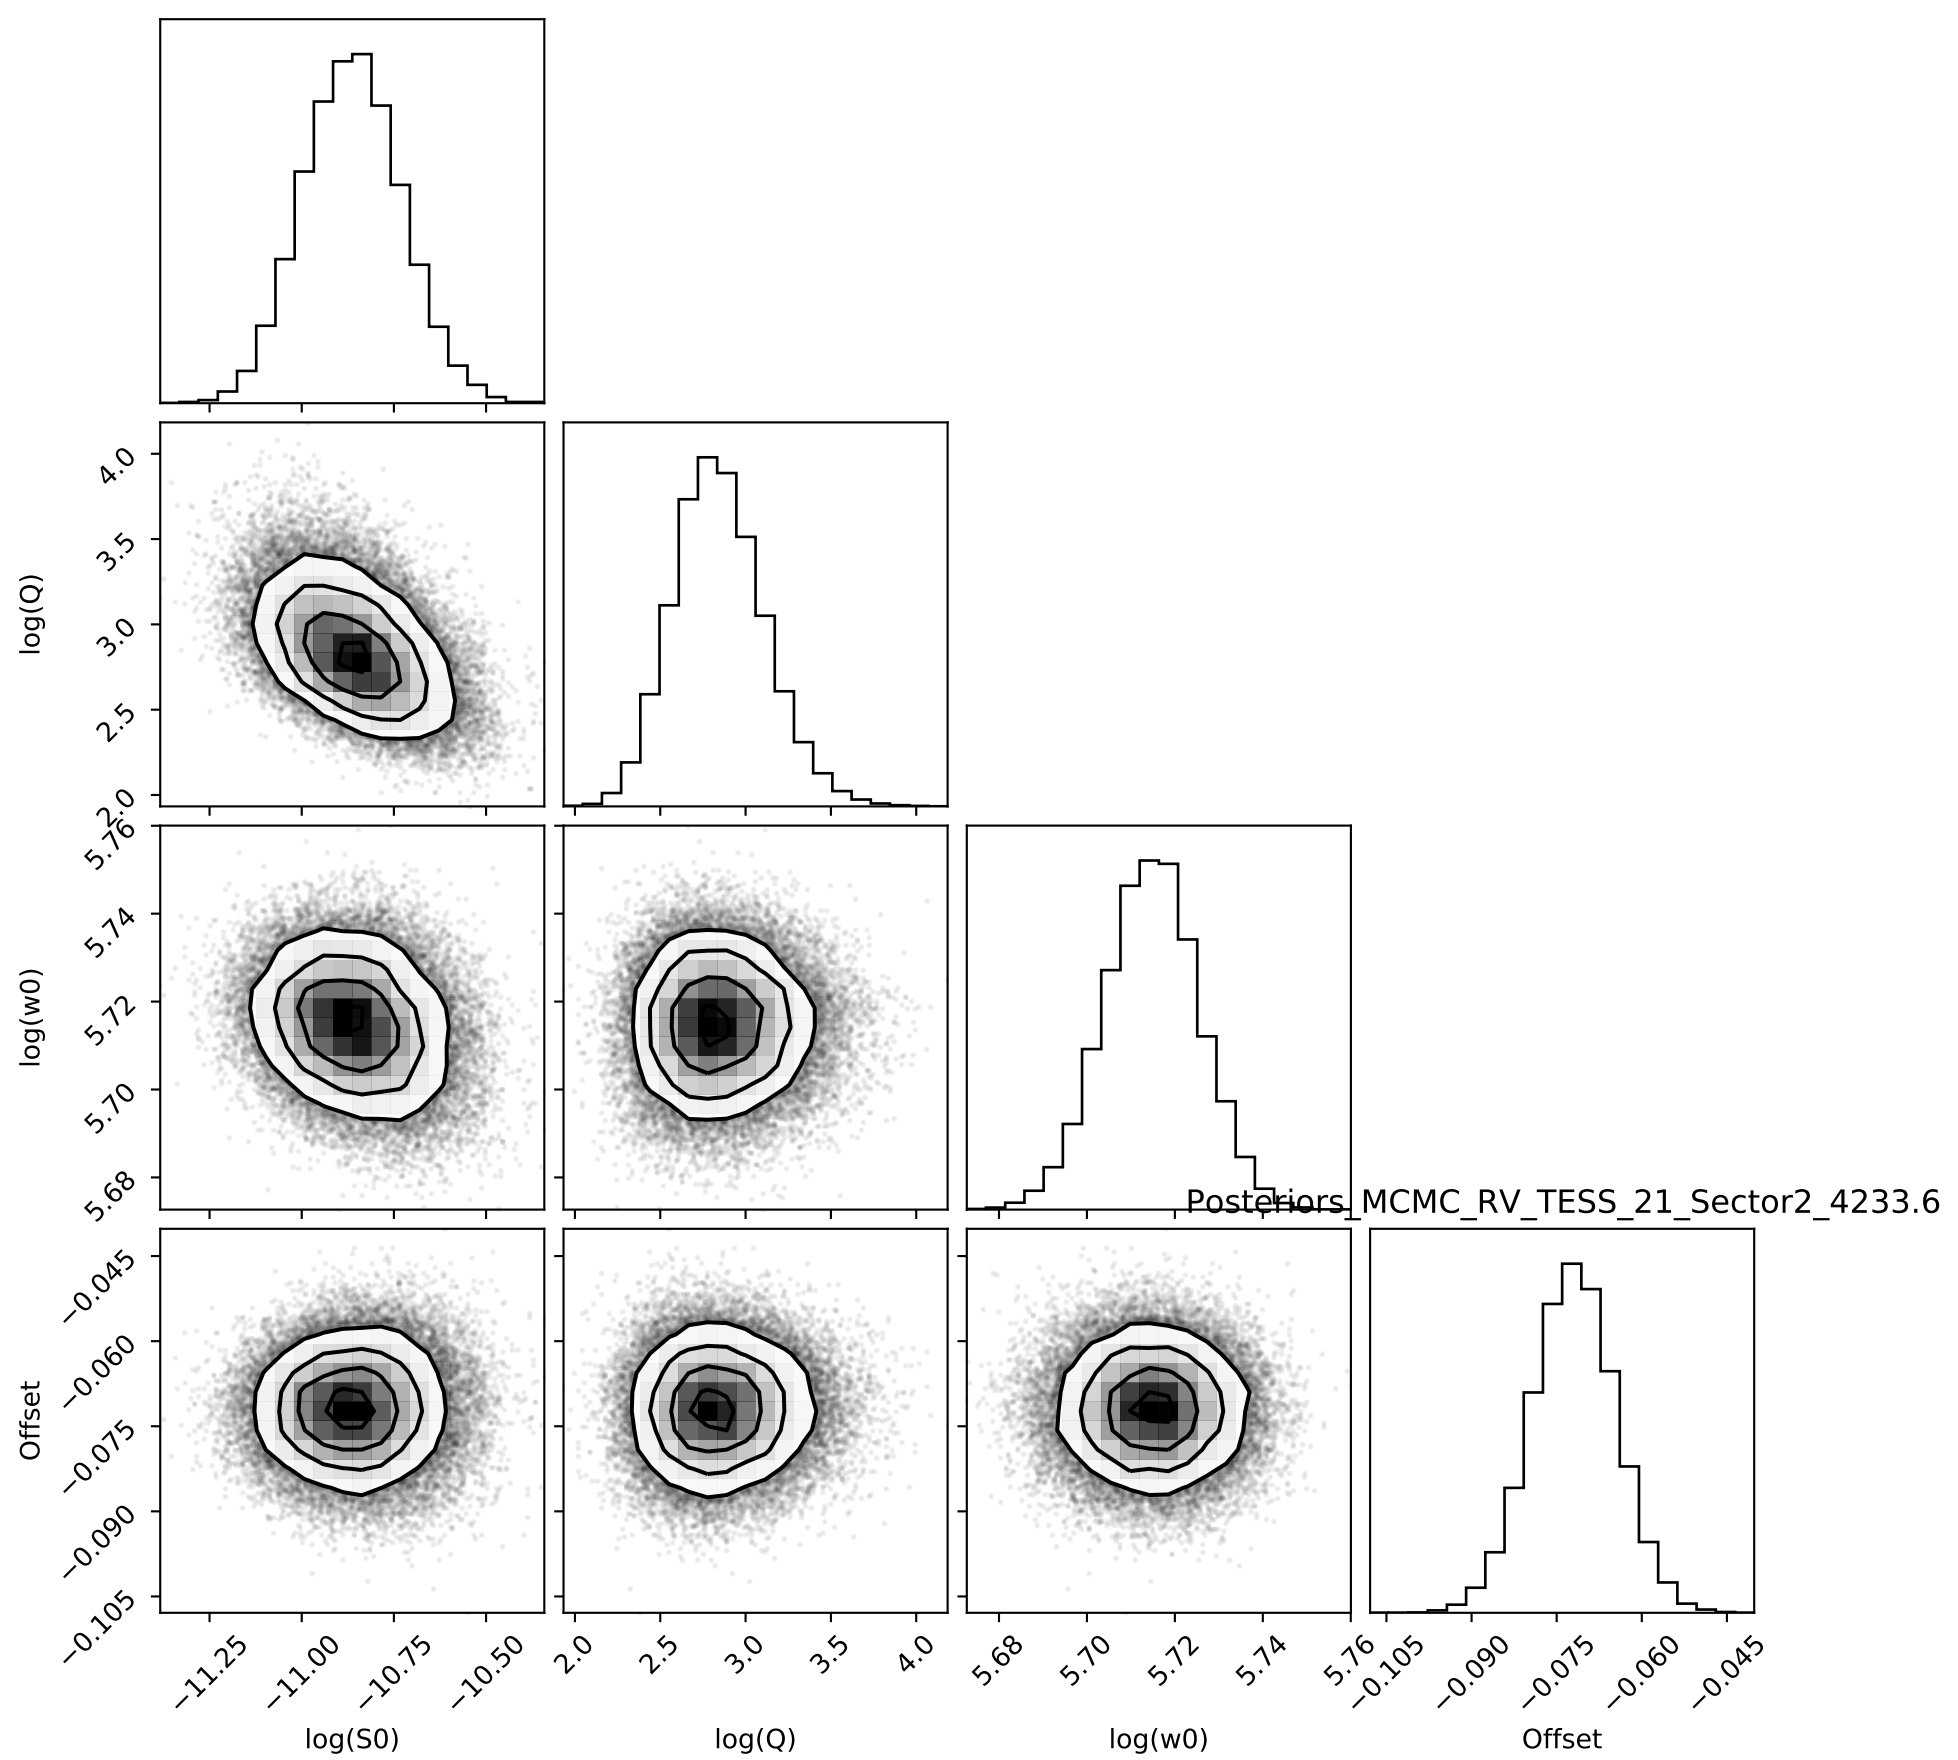 4.0
3.5
3.0
2.5
2.0
log(Q)
5.76
5.74
5.72
5.70
5.68
log(w0)
Posteriors_MCMC_RV_TESS_21_Sector2_4233.6
−0.045
−0.060
−0.075
−0.090
−0.105
Offset
−11.25 −11.00 −10.75 −10.50
2.0 2.5 3.0 3.5 4.0
5.68 5.70 5.72 5.74 5.76
−0.105 −0.090 −0.075 −0.060 −0.045
log(S0) log(Q) log(w0) Offset